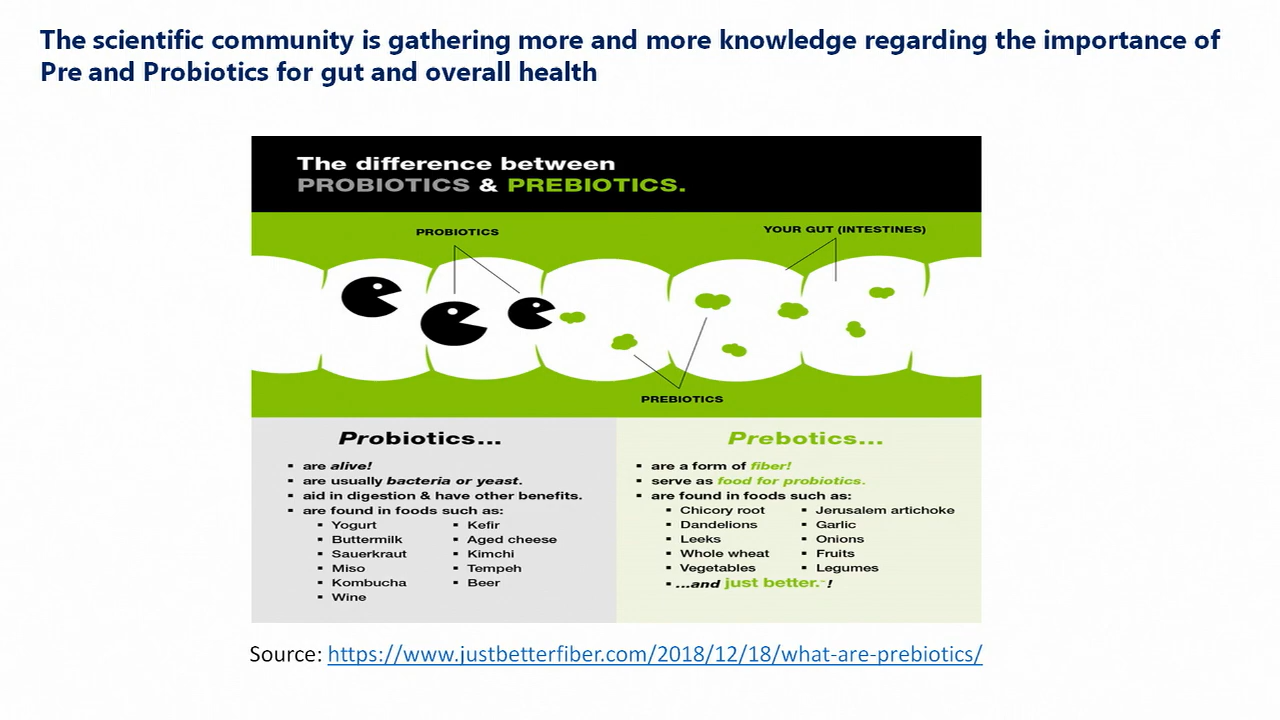 The scientific community is gathering more and more knowledge regarding the importance of
Pre and Probiotics for gut and overall health
The difference between
PROBIOTICS & PREBIOTICS.
PROBIOTICS
YOUR GUT (INTESTINES)
PREBIOTICS
Probiotics...
are alive!
are usually bacteria or yeast.
aid in digestion & have other benefits.
are found in foods such as:
Yogurt
Buttermilk
Sauerkraut
Miso
Kombucha
Wine
Kefir
Aged cheese
Kimchi
Tempeh
Beer
Prebotics...
are a form of fiber!
serve as food for probiotics.
are found in foods such as:
Chicory root
Dandelions
Leeks
Whole wheat
Vegetables
Jerusalem artichoke
Garlic
Onions
Fruits
Legumes
...and just better.™!
Source: https://www.justbetterfiber.com/2018/12/18/what-are-prebiotics/